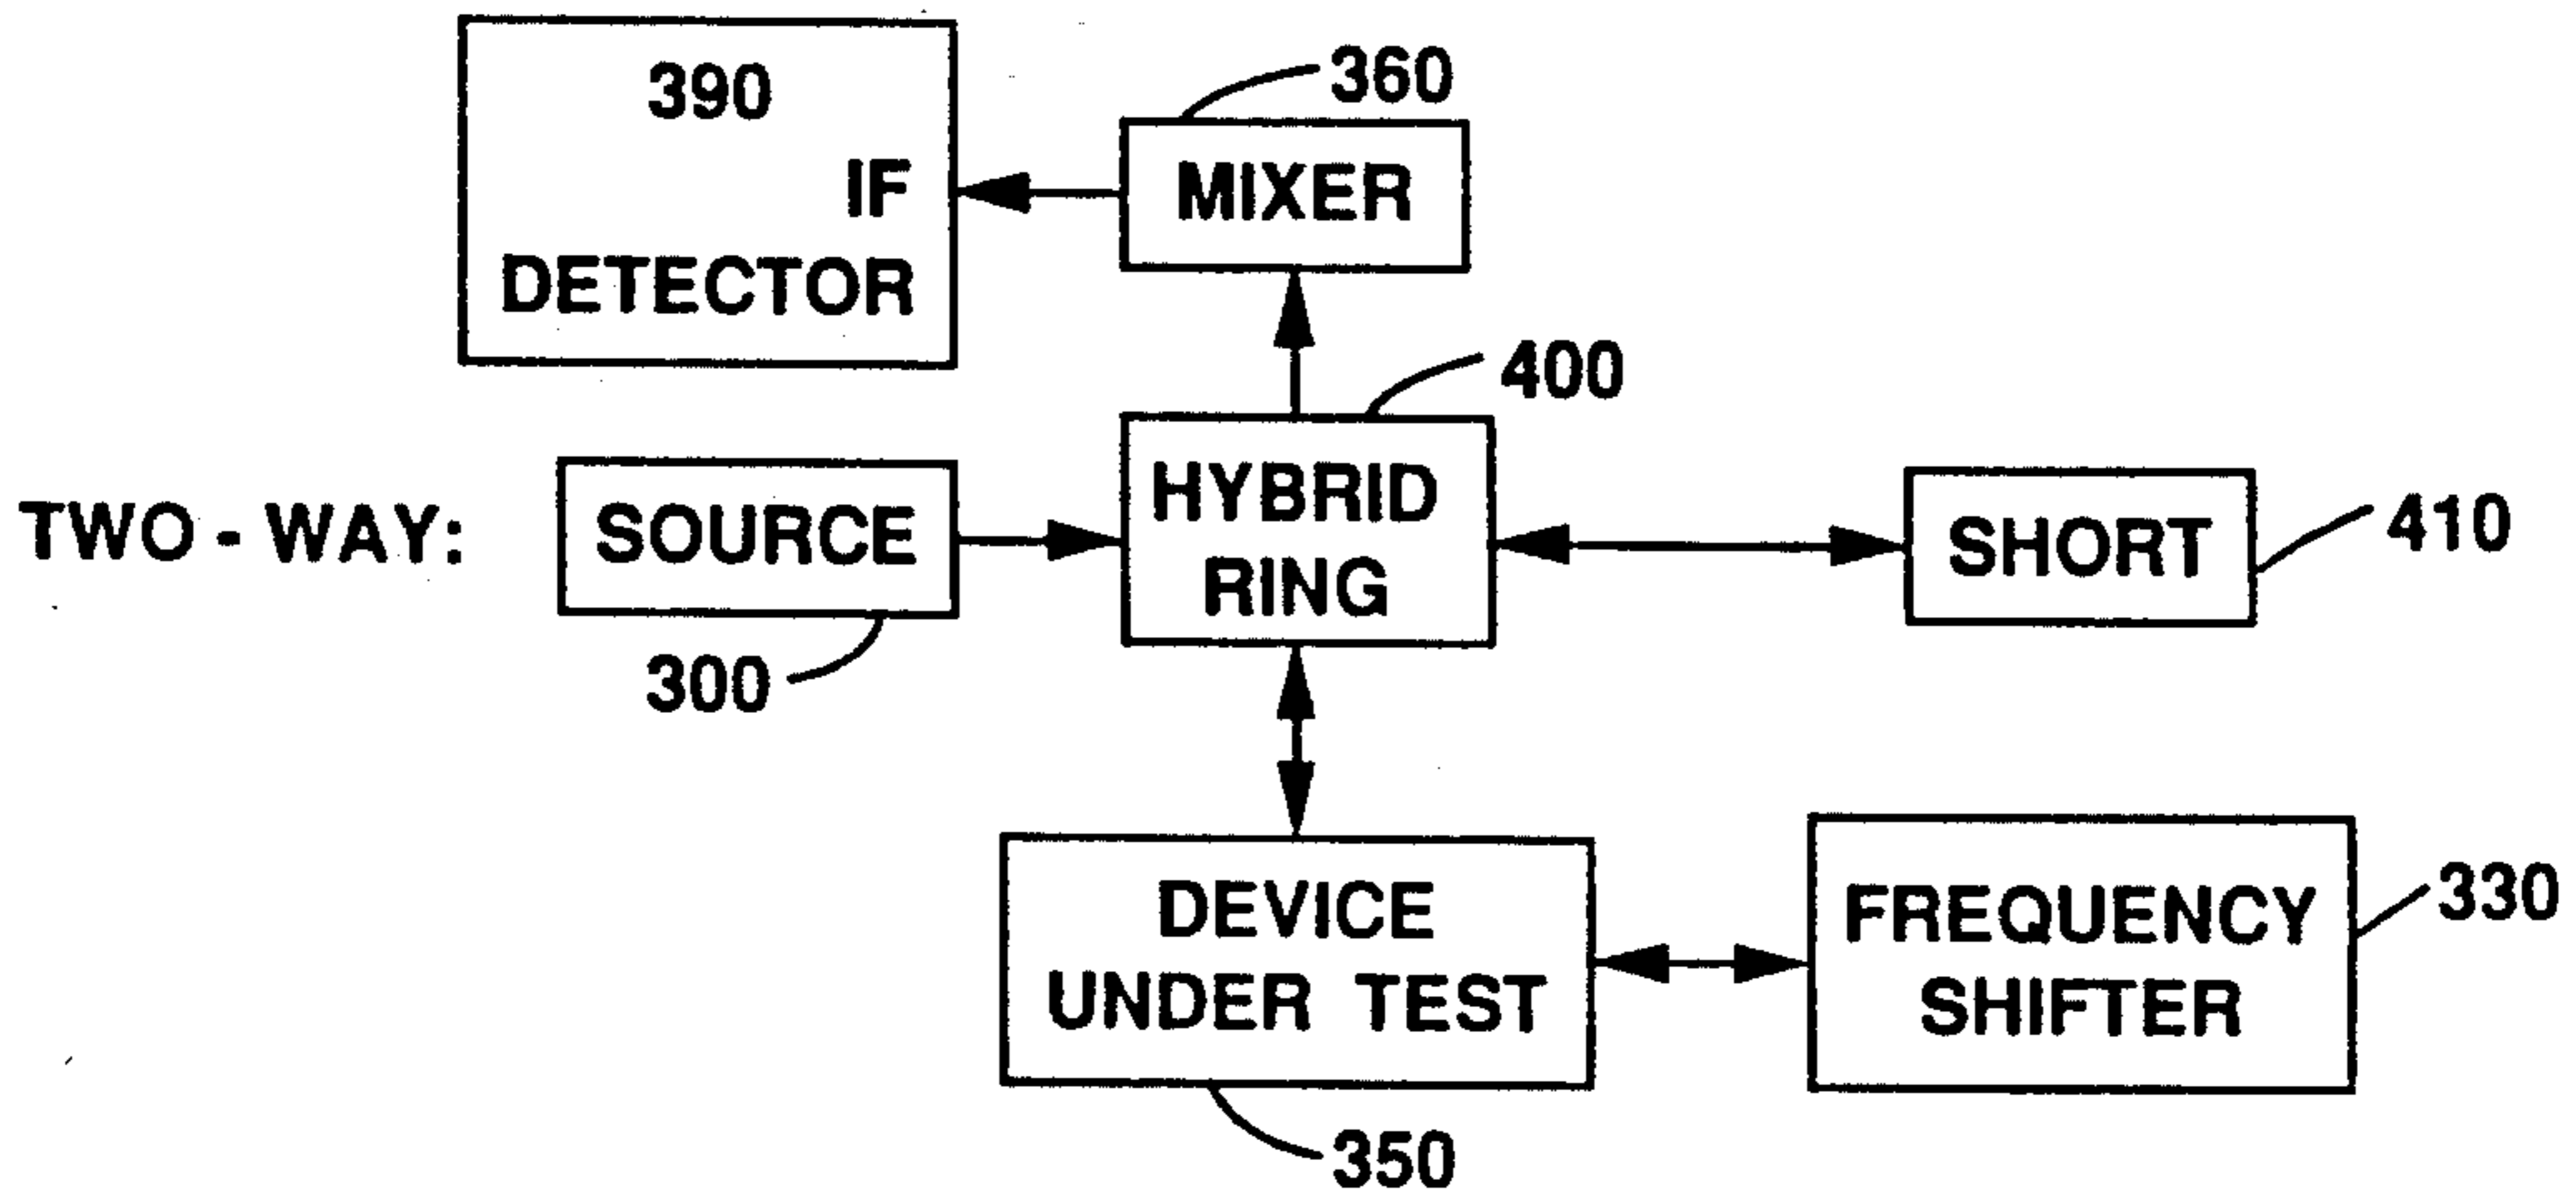 390
IF
DETECTOR
360
MIXER
400
TWO - WAY:
SOURCE
300
HYBRID
RING
SHORT
410
DEVICE
UNDER TEST
350
FREQUENCY
SHIFTER
330